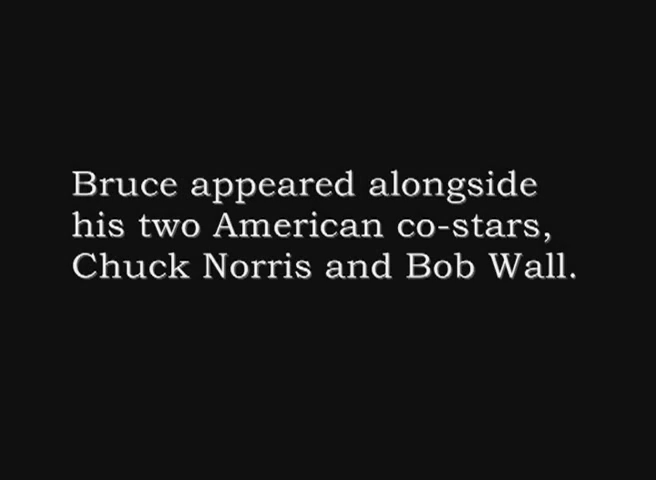 Bruce appeared alongside
his two American co-stars,
Chuck Norris and Bob Wall.